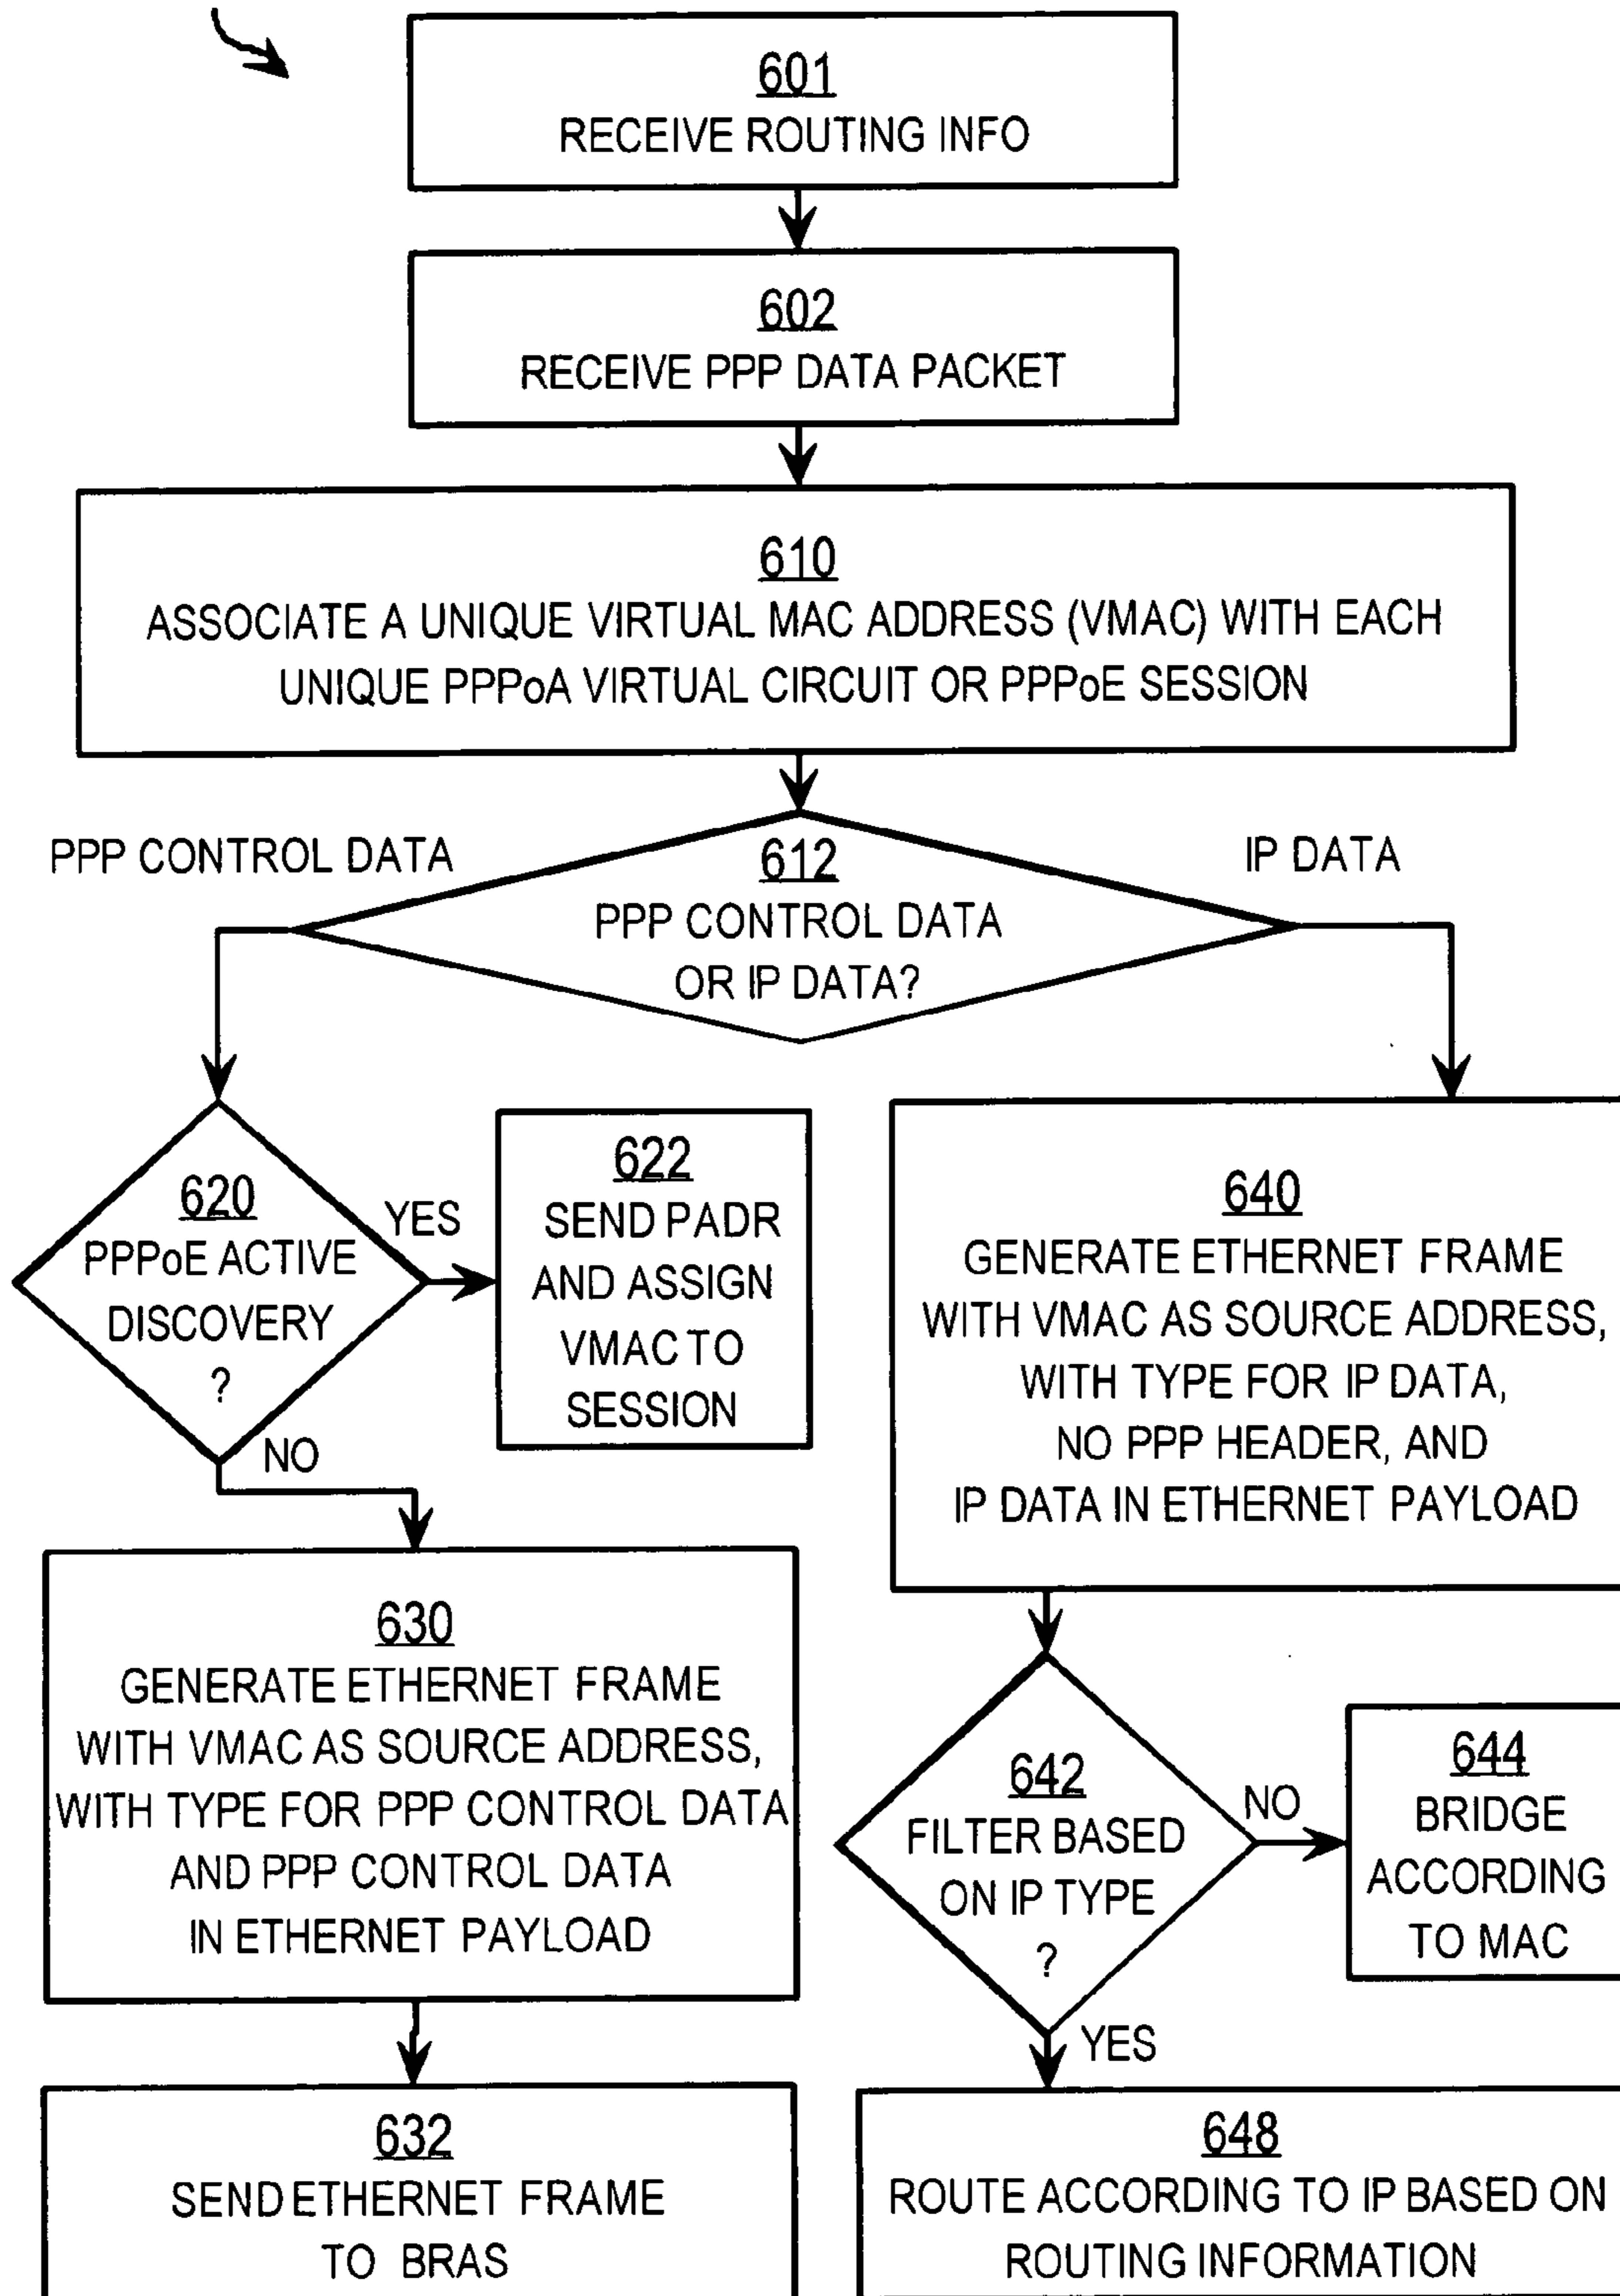 601
RECEIVE ROUTING INFO
602
RECEIVE PPP DATA PACKET
610
ASSOCIATE A UNIQUE VIRTUAL MAC ADDRESS (VMAC) WITH EACH
UNIQUE PPPoA VIRTUAL CIRCUIT OR PPPoE SESSION
PPP CONTROL DATA
IP DATA
612
PPP CONTROL DATA
OR IP DATA?
620
PPPoE ACTIVE
DISCOVERY
?
YES
NO
622
SEND PADR
AND ASSIGN
VMAC TO
SESSION
640
GENERATE ETHERNET FRAME
WITH VMAC AS SOURCE ADDRESS,
WITH TYPE FOR IP DATA,
NO PPP HEADER, AND
IP DATA IN ETHERNET PAYLOAD
630
GENERATE ETHERNET FRAME
WITH VMAC AS SOURCE ADDRESS,
WITH TYPE FOR PPP CONTROL DATA
AND PPP CONTROL DATA
IN ETHERNET PAYLOAD
642
FILTER BASED
ON IP TYPE
?
NO
YES
644
BRIDGE
ACCORDING
TO MAC
632
SEND ETHERNET FRAME
TO BRAS
648
ROUTE ACCORDING TO IP BASED ON
ROUTING INFORMATION